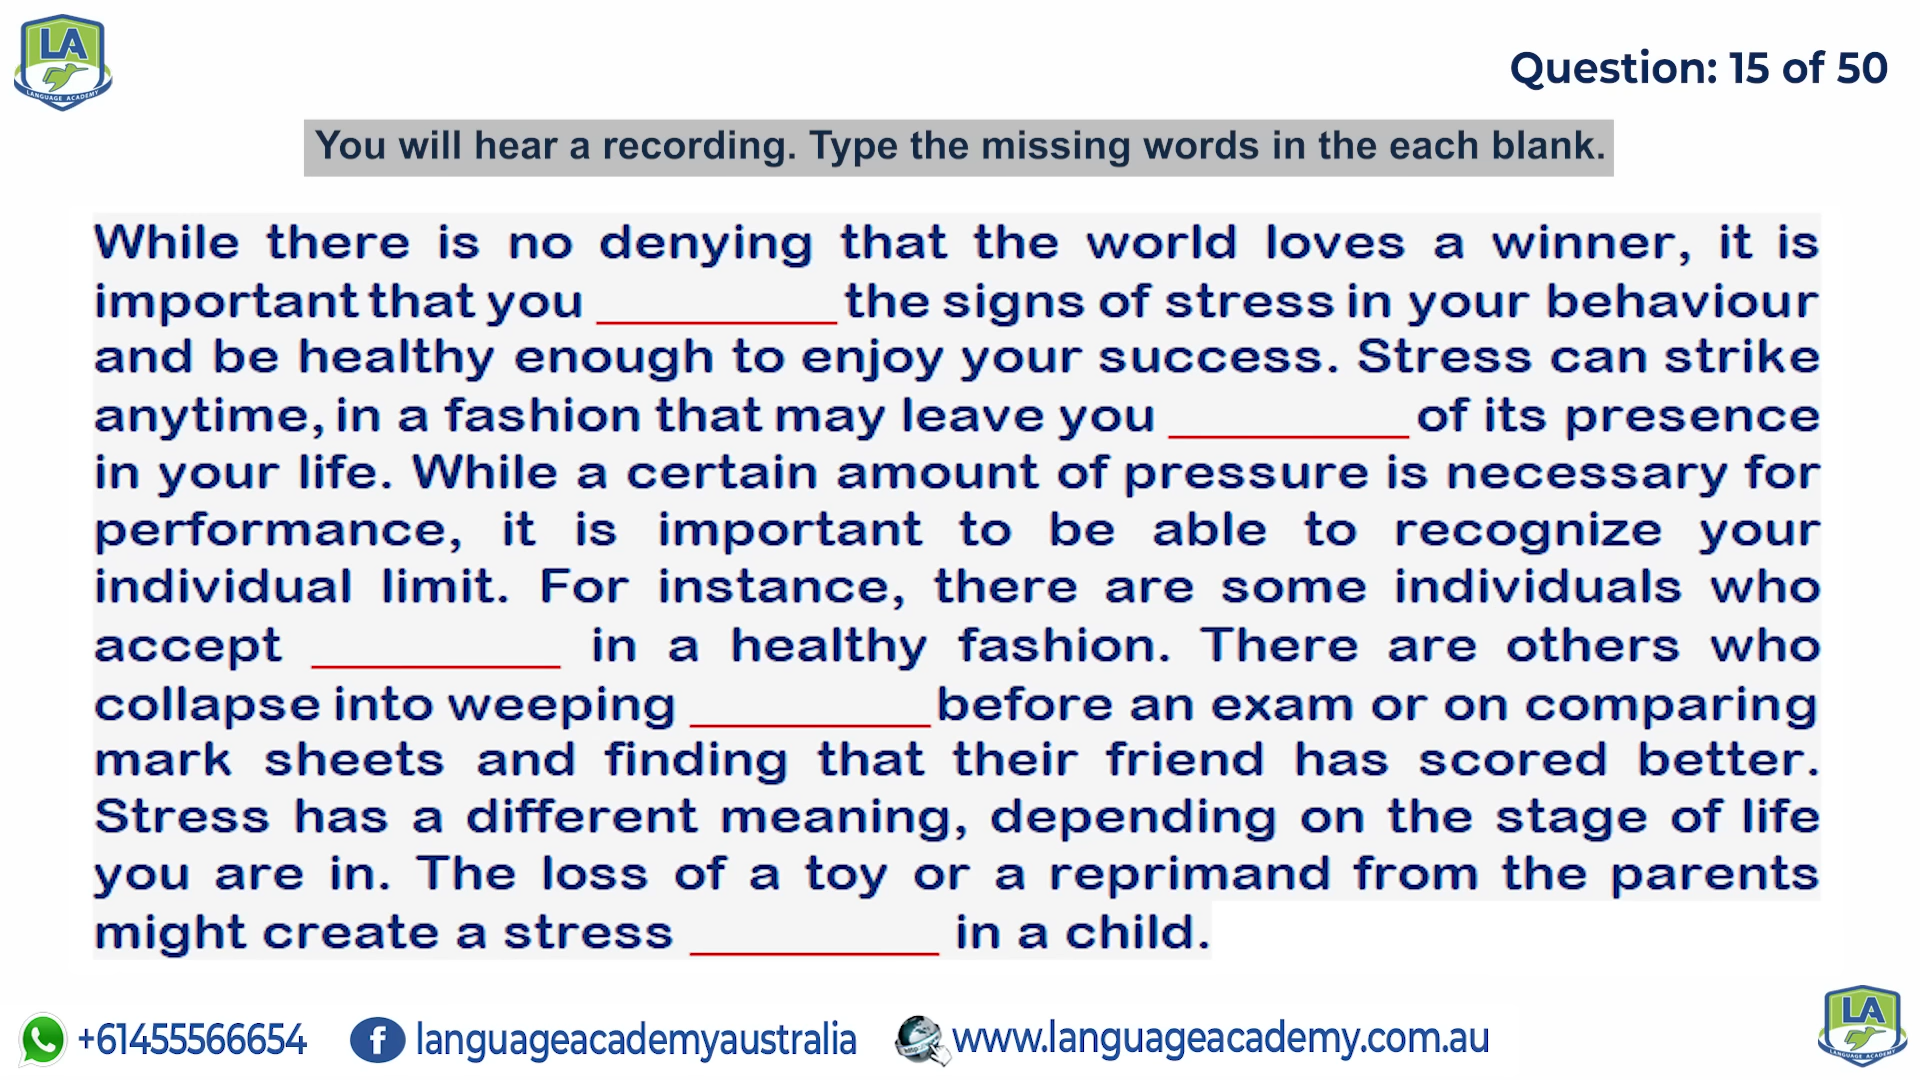 LA
LANGUAGE ACADEMY
Question: 15 of 50
You will hear a recording. Type the missing words in the each blank.
While there is no denying that the world loves a winner, it is
important that you __________ the signs of stress in your behaviour
and be healthy enough to enjoy your success. Stress can strike
anytime, in a fashion that may leave you __________ of its presence
in your life. While a certain amount of pressure is necessary for
performance, it is important to be able to recognize your
individual limit. For instance, there are some individuals who
accept __________ in a healthy fashion. There are others who
collapse into weeping __________ before an exam or on comparing
mark sheets and finding that their friend has scored better.
Stress has a different meaning, depending on the stage of life
you are in. The loss of a toy or a reprimand from the parents
might create a stress __________ in a child.
+61455566654
f languageacademyaustralia
http:// www.languageacademy.com.au
LA
LANGUAGE ACADEMY